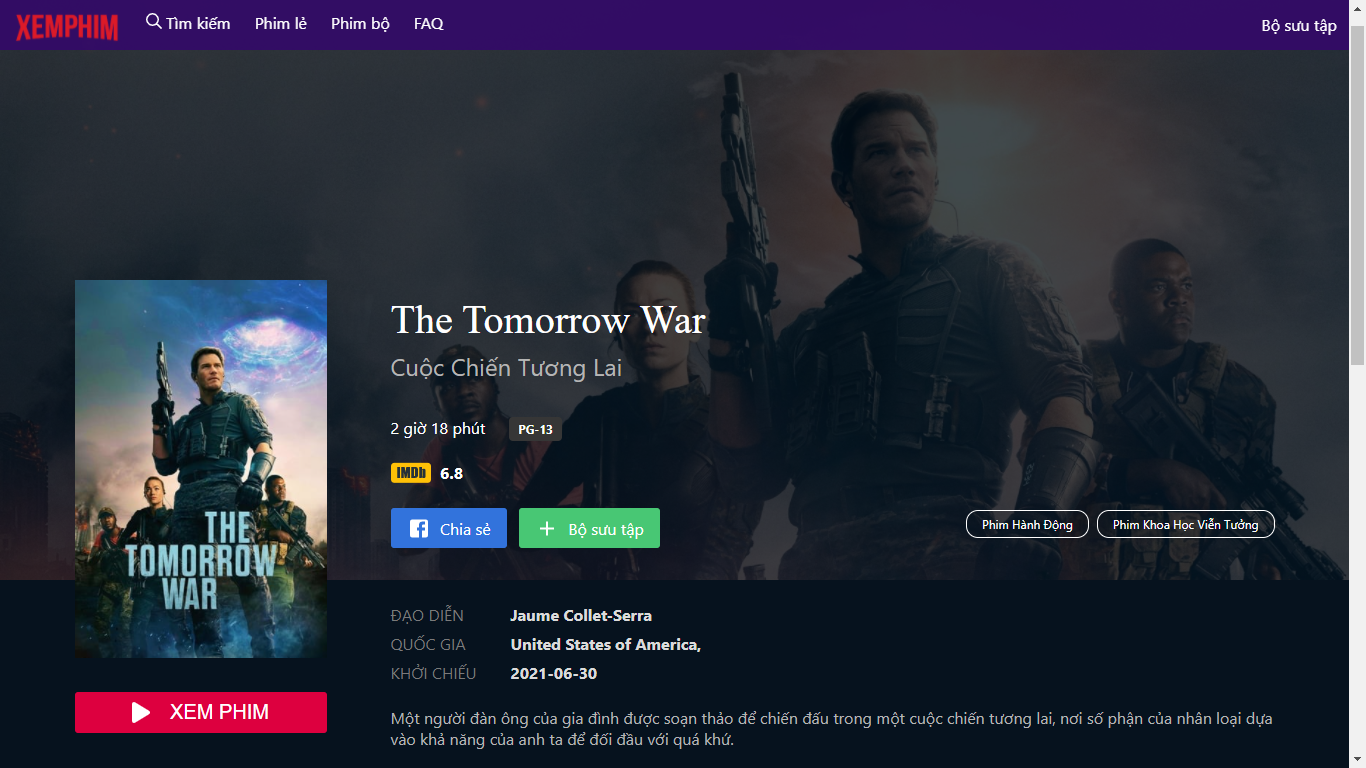 XEMPHIM
Tìm kiếm
Phim lẻ
Phim bộ
FAQ
Bộ sưu tập
The Tomorrow War
Cuộc Chiến Tương Lai
2 giờ 18 phút
PG-13
IMDb
6.8
Chia sẻ
Bộ sưu tập
Phim Hành Động
Phim Khoa Học Viễn Tưởng
THE
TOMORROW
WAR
XEM PHIM
ĐẠO DIỄN Jaume Collet-Serra
QUỐC GIA United States of America,
KHỞI CHIẾU 2021-06-30
Một người đàn ông của gia đình được soạn thảo để chiến đấu trong một cuộc chiến tương lai, nơi số phận của nhân loại dựa
vào khả năng của anh ta để đối đầu với quá khứ.